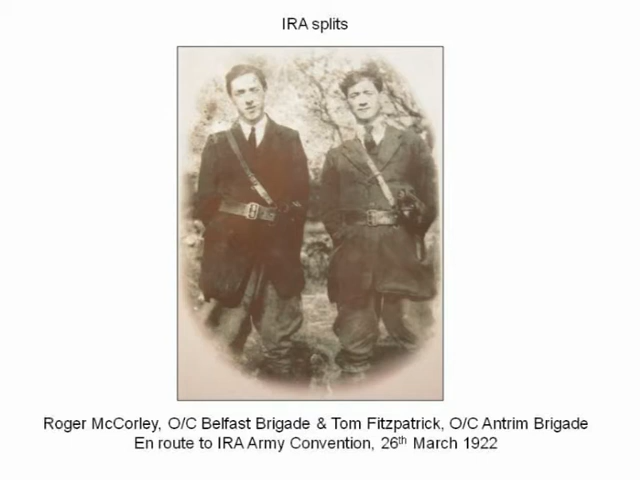 IRA splits
Roger McCorley, O/C Belfast Brigade & Tom Fitzpatrick, O/C Antrim Brigade
En route to IRA Army Convention, 26th March 1922